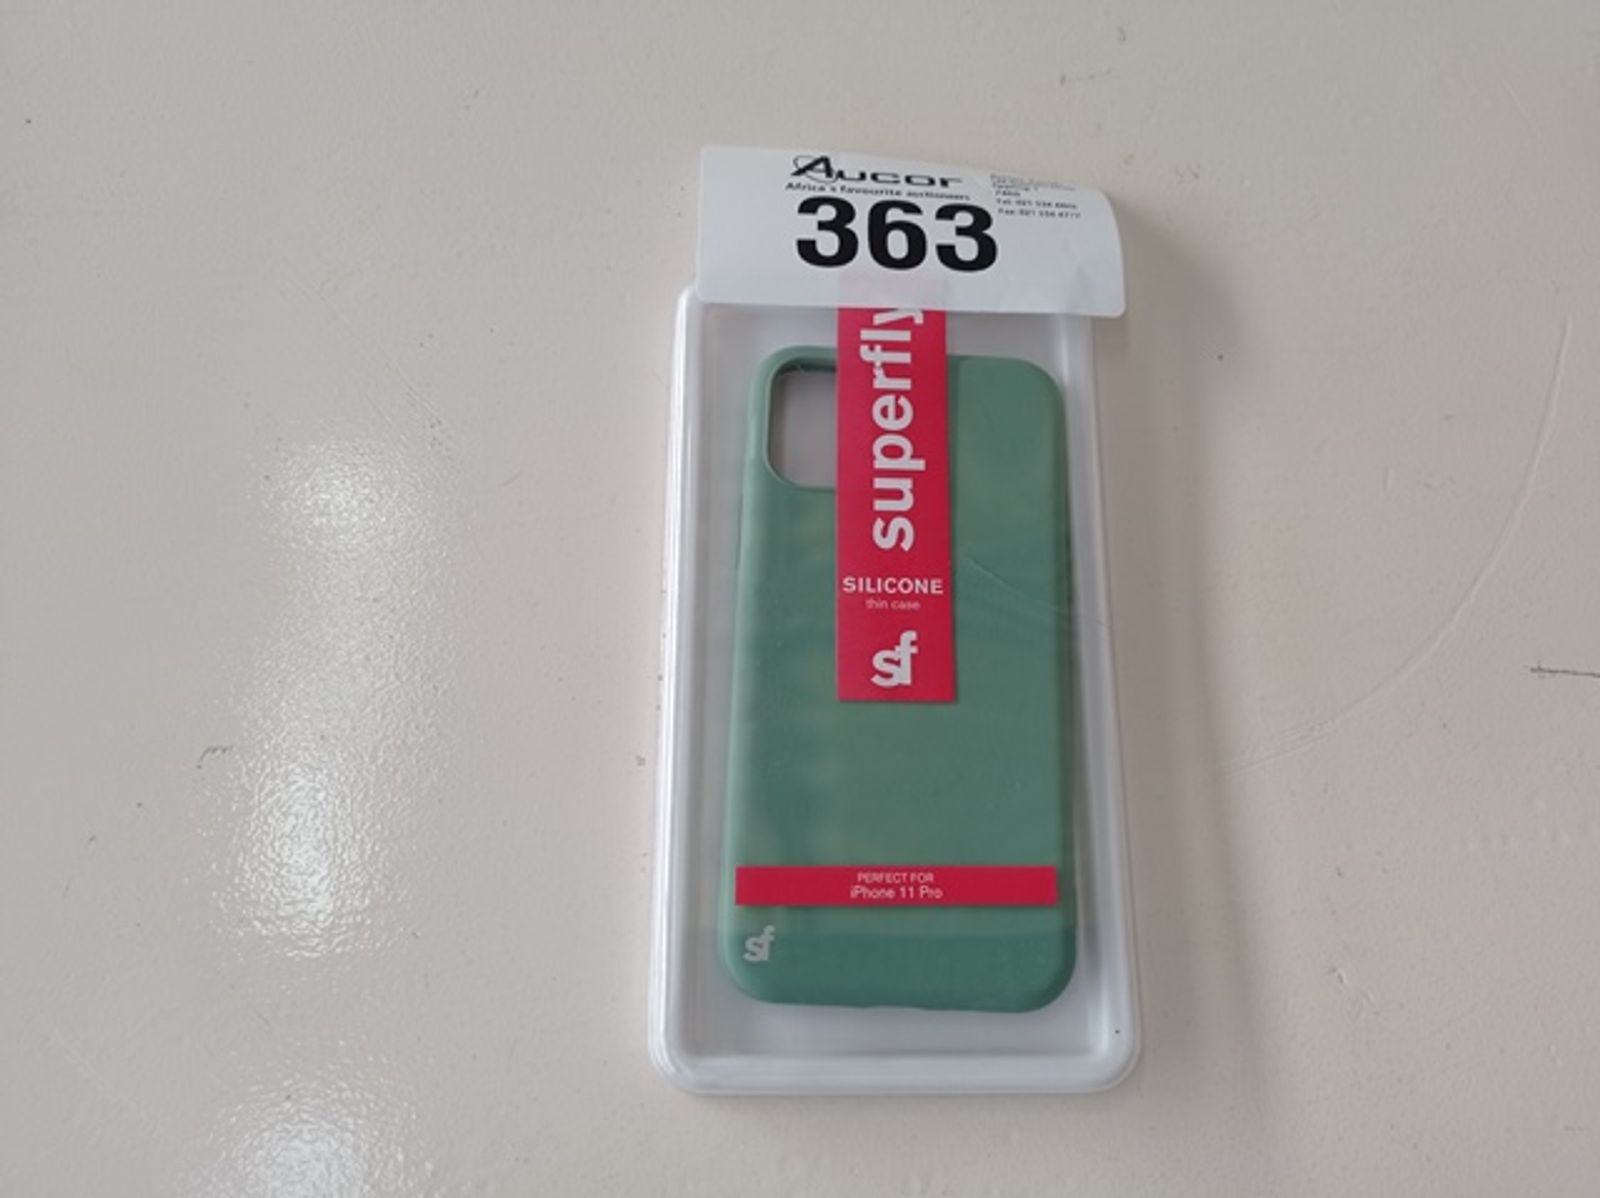 Aucor
Africa's favourite auctioneers
363
superfly
SILICONE
thin case
sf
PERFECT FOR
iPhone 11 Pro
sf